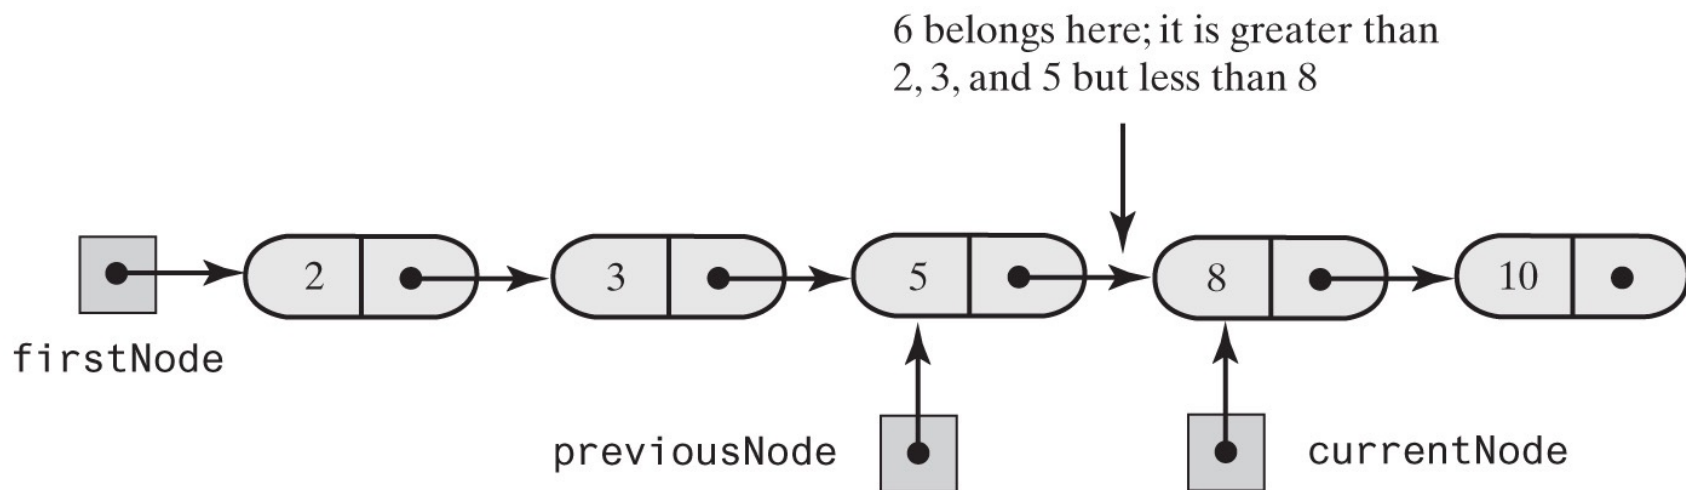 6 belongs here; it is greater than
2, 3, and 5 but less than 8
2
3
5
8
10
firstNode
previousNode
currentNode